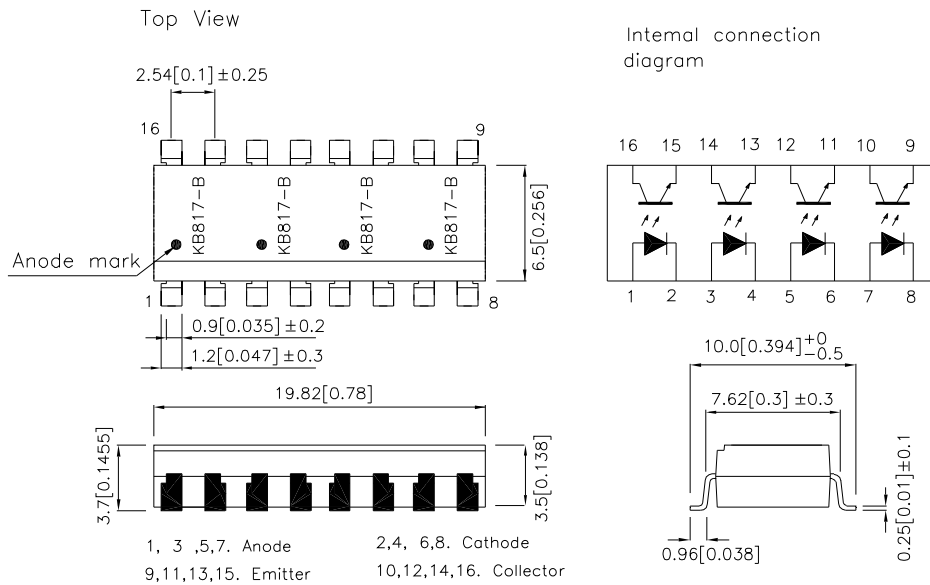 Top View
Internal connection
diagram
2.54[0.1]±0.25
16
9
KB817-B
KB817-B
KB817-B
KB817-B
6.5[0.256]
Anode mark
1
8
0.9[0.035]±0.2
1.2[0.047]±0.3
16 15 14 13 12 11 10 9
1 2 3 4 5 6 7 8
19.82[0.78]
3.7[0.1455]
3.5[0.138]
10.0[0.394]+0
−0.5
7.62[0.3]±0.3
0.25[0.01]±0.1
0.96[0.038]
1, 3 ,5,7. Anode
2,4, 6,8. Cathode
9,11,13,15. Emitter
10,12,14,16. Collector